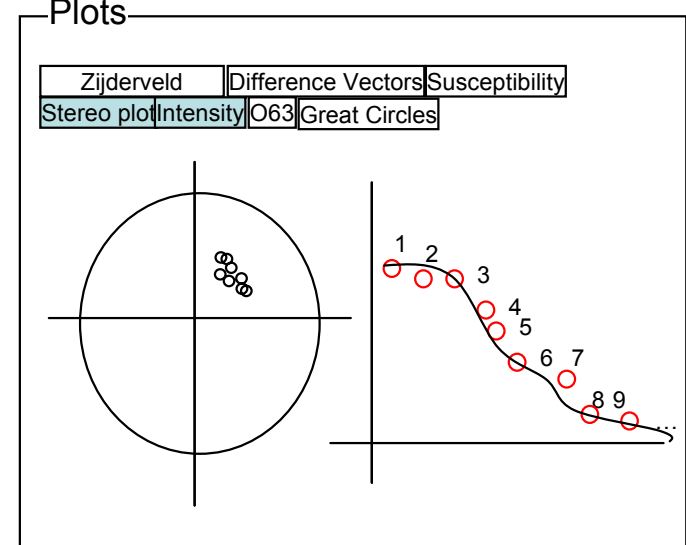 Plots
Zijderveld Difference Vectors Susceptibility
Stereo plot Intensity O63 Great Circles
1
2
3
4
5
6 7
8 9
...